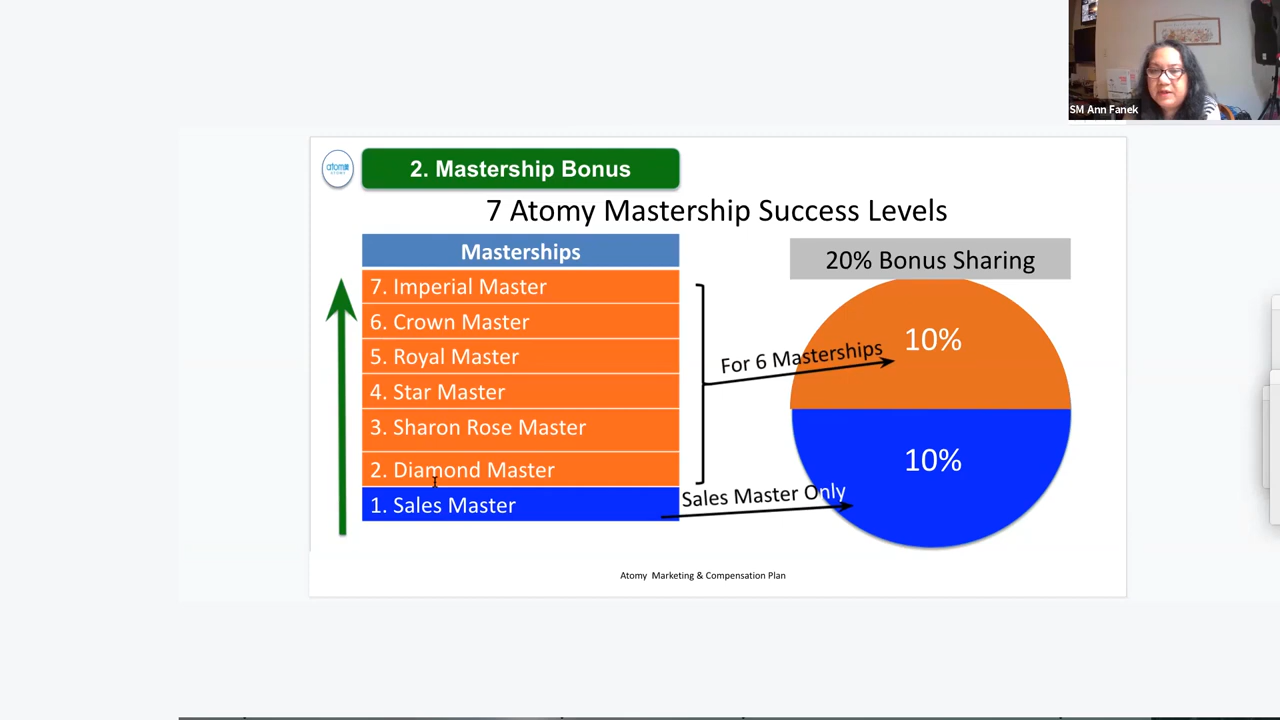 SM Ann Fanek
atom
2. Mastership Bonus
7 Atomy Mastership Success Levels
Masterships
7. Imperial Master
6. Crown Master
5. Royal Master
4. Star Master
3. Sharon Rose Master
2. Diamond Master
1. Sales Master
20% Bonus Sharing
For 6 Masterships
10%
Sales Master Only
10%
Atomy Marketing & Compensation Plan